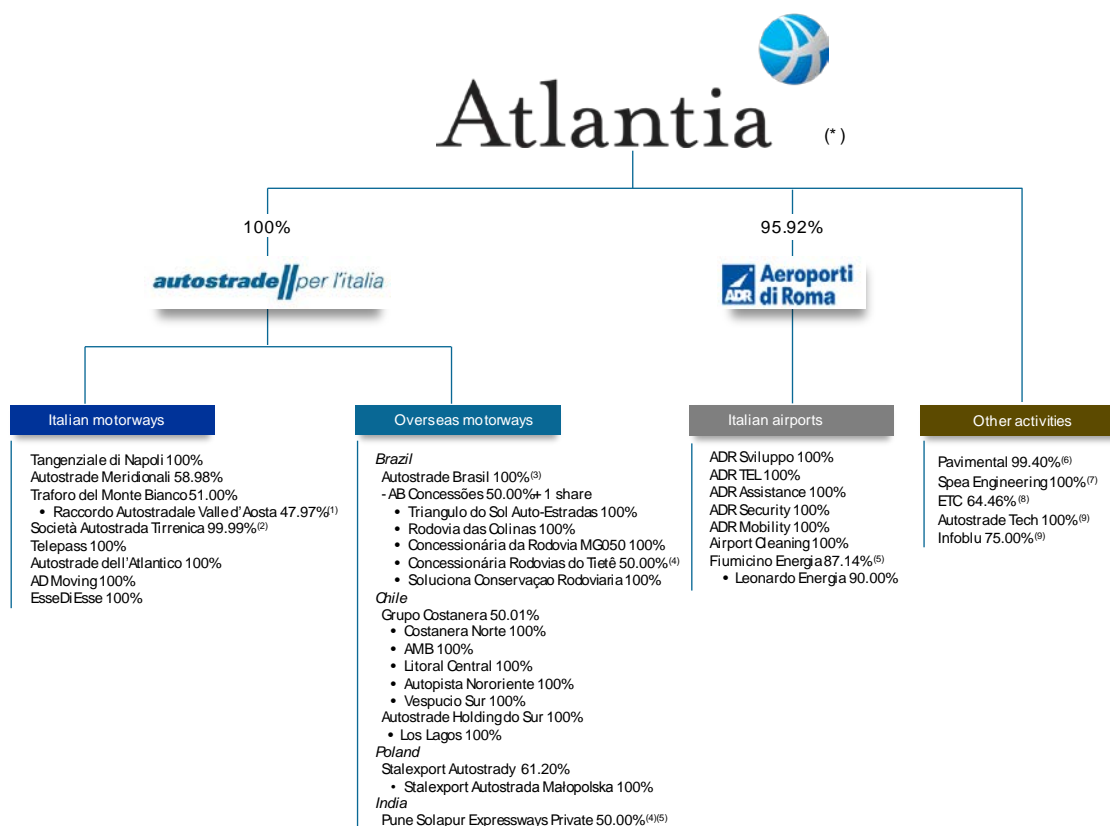 Atlantia
(*)
100%
95.92%
autostrade//per l'italia
ADR
Aeroporti
di Roma
Italian motorways
Tangenziale di Napoli 100%
Autostrade Meridionali 58.98%
Traforo del Monte Bianco 51.00%
• Raccordo Autostradale Valle d'Aosta 47.97%(1)
Società Autostrada Tirrenica 99.99%(2)
Telepass 100%
Autostrade dell'Atlantico 100%
AD Moving 100%
EsseDiEsse 100%
Overseas motorways
Brazil
Autostrade Brasil 100%(3)
- AB Concessões 50.00%+ 1 share
• Triangulo do Sol Auto-Estradas 100%
• Rodovia das Colinas 100%
• Concessionária da Rodovia MG050 100%
• Concessionária Rodovias do Tietê 50.00%(4)
• Soluciona Conservaçao Rodoviaria 100%
Chile
Grupo Costanera 50.01%
• Costanera Norte 100%
• AMB 100%
• Litoral Central 100%
• Autopista Nororiente 100%
• Vespucio Sur 100%
Autostrade Holding do Sur 100%
• Los Lagos 100%
Poland
Stalexport Autostrady 61.20%
• Stalexport Autostrada Małopolska 100%
India
Pune Solapur Expressways Private 50.00%(4)(5)
Italian airports
ADR Sviluppo 100%
ADR TEL 100%
ADR Assistance 100%
ADR Security 100%
ADR Mobility 100%
Airport Cleaning 100%
Fiumicino Energia 87.14%(5)
• Leonardo Energia 90.00%
Other activities
Pavimental 99.40%(6)
Spea Engineering 100%(7)
ETC 64.46%(8)
Autostrade Tech 100%(9)
Infoblu 75.00%(9)